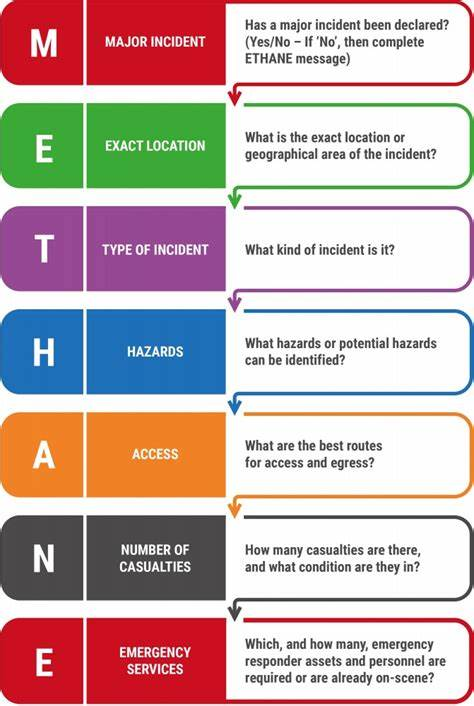 M
MAJOR INCIDENT
Has a major incident been declared?
(Yes/No – If ‘No’, then complete
ETHANE message)
E
EXACT LOCATION
What is the exact location or
geographical area of the incident?
T
TYPE OF INCIDENT
What kind of incident is it?
H
HAZARDS
What hazards or potential hazards
can be identified?
A
ACCESS
What are the best routes
for access and egress?
N
NUMBER OF
CASUALTIES
How many casualties are there,
and what condition are they in?
E
EMERGENCY
SERVICES
Which, and how many, emergency
responder assets and personnel are
required or are already on-scene?